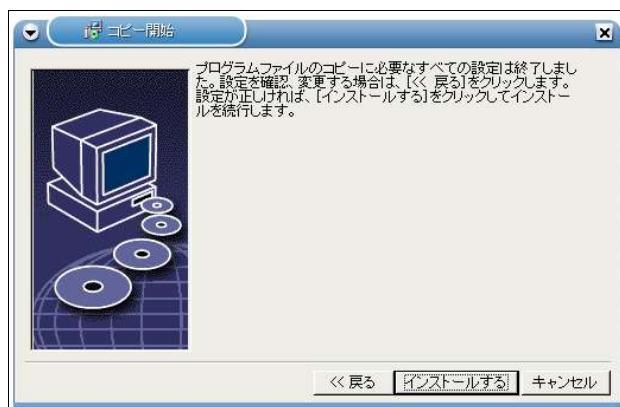 コピー開始
プログラムファイルのコピーに必要なすべての設定は終了しまし
た。設定を確認、変更する場合は、[<< 戻る]をクリックします。
設定が正しければ、[インストールする]をクリックしてインストー
ルを続行します。
<< 戻る
インストールする
キャンセル